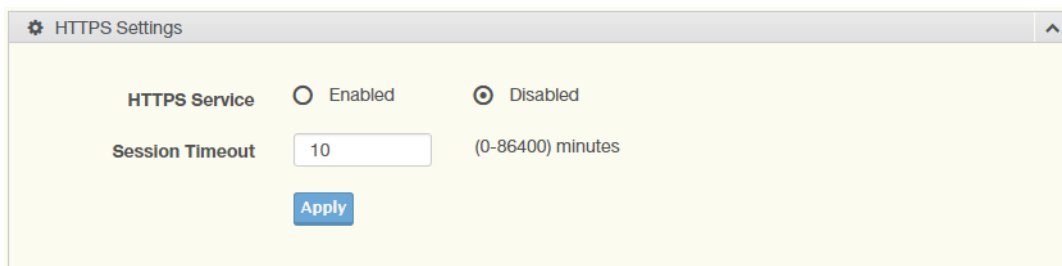 HTTPS Settings
HTTPS Service Enabled Disabled
Session Timeout 10 (0-86400) minutes
Apply